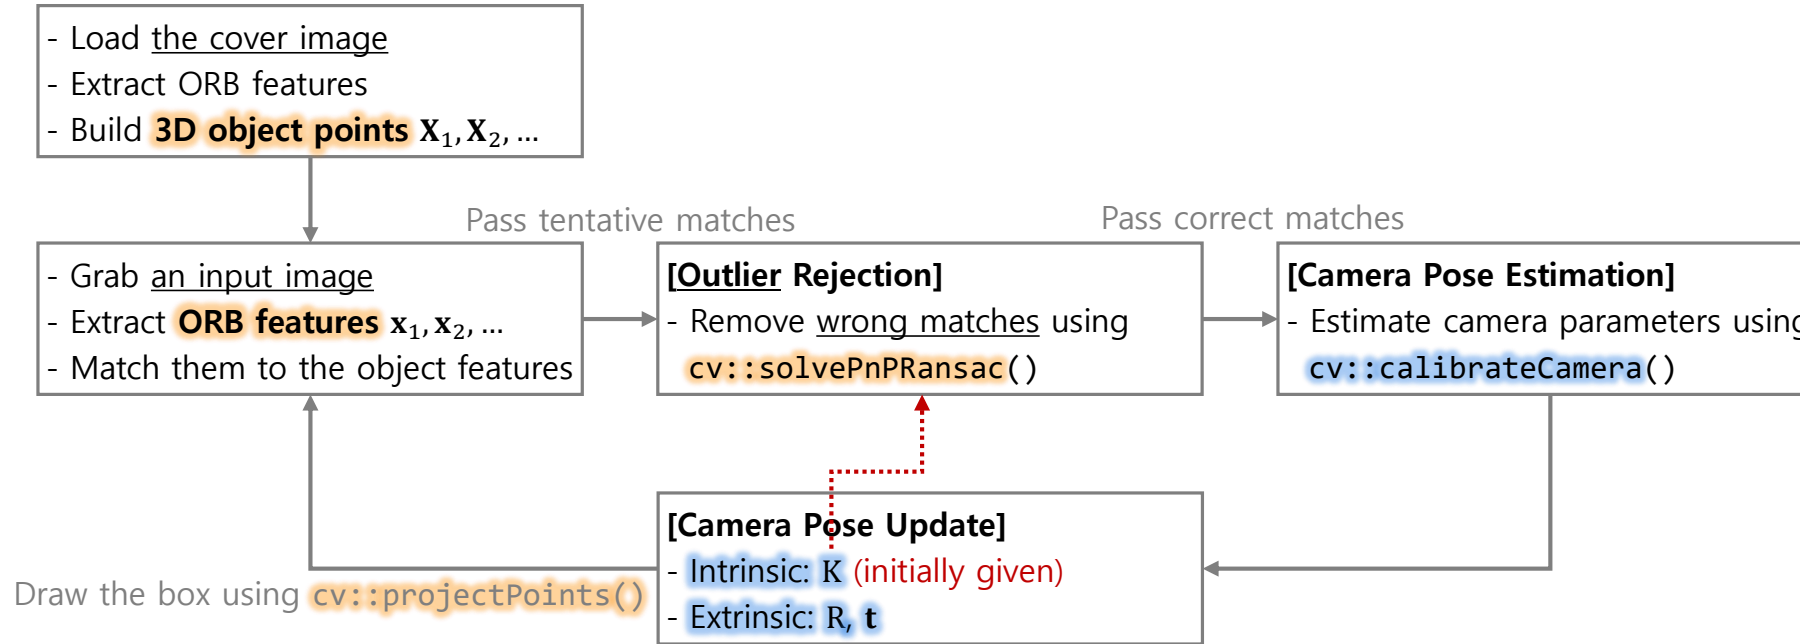 - Load the cover image
- Extract ORB features
- Build 3D object points X₁, X₂, …
Pass tentative matches
Pass correct matches
- Grab an input image
- Extract ORB features x₁, x₂, …
- Match them to the object features
[Outlier Rejection]
- Remove wrong matches using
cv::solvePnPRansac()
[Camera Pose Estimation]
- Estimate camera parameters using
cv::calibrateCamera()
[Camera Pose Update]
- Intrinsic: K (initially given)
- Extrinsic: R, t
Draw the box using cv::projectPoints()